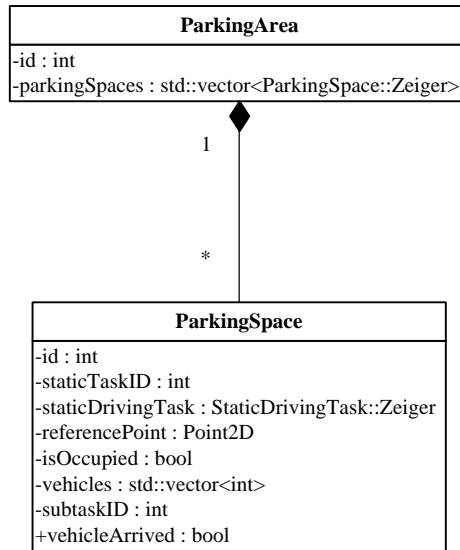 ParkingArea
-id : int
-parkingSpaces : std::vector<ParkingSpace::Zeiger>
1
*
ParkingSpace
-id : int
-staticTaskID : int
-staticDrivingTask : StaticDrivingTask::Zeiger
-referencePoint : Point2D
-isOccupied : bool
-vehicles : std::vector<int>
-subtaskID : int
+vehicleArrived : bool